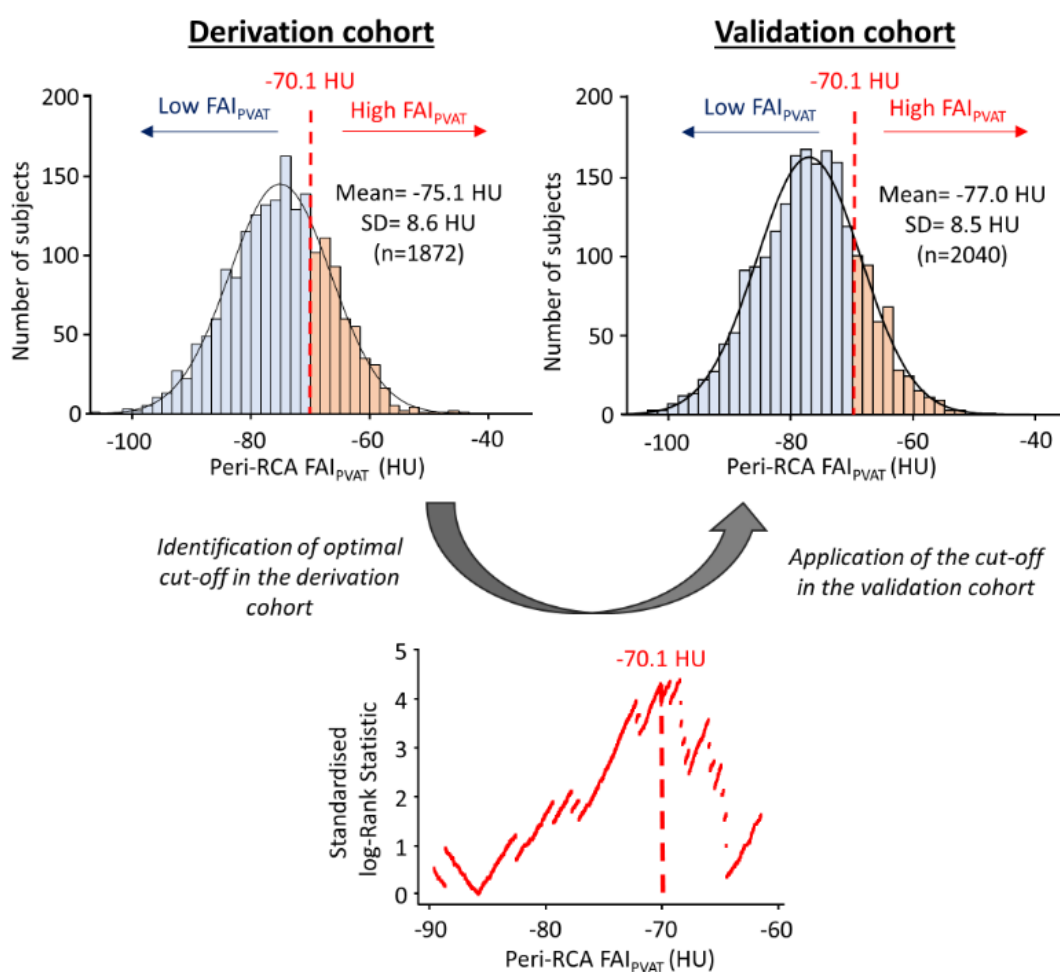 Derivation cohort
-70.1 HU
Low FAIPVAT
High FAIPVAT
200
150
100
50
0
Number of subjects
Mean= -75.1 HU
SD= 8.6 HU
(n=1872)
-100
-80
-60
-40
Peri-RCA FAIPVAT (HU)
Validation cohort
-70.1 HU
Low FAIPVAT
High FAIPVAT
200
150
100
50
0
Number of subjects
Mean= -77.0 HU
SD= 8.5 HU
(n=2040)
-100
-80
-60
-40
Peri-RCA FAIPVAT (HU)
Identification of optimal
cut-off in the derivation
cohort
Application of the cut-off
in the validation cohort
-70.1 HU
5
4
3
2
1
0
Standardised
log-Rank Statistic
-90
-80
-70
-60
Peri-RCA FAIPVAT (HU)